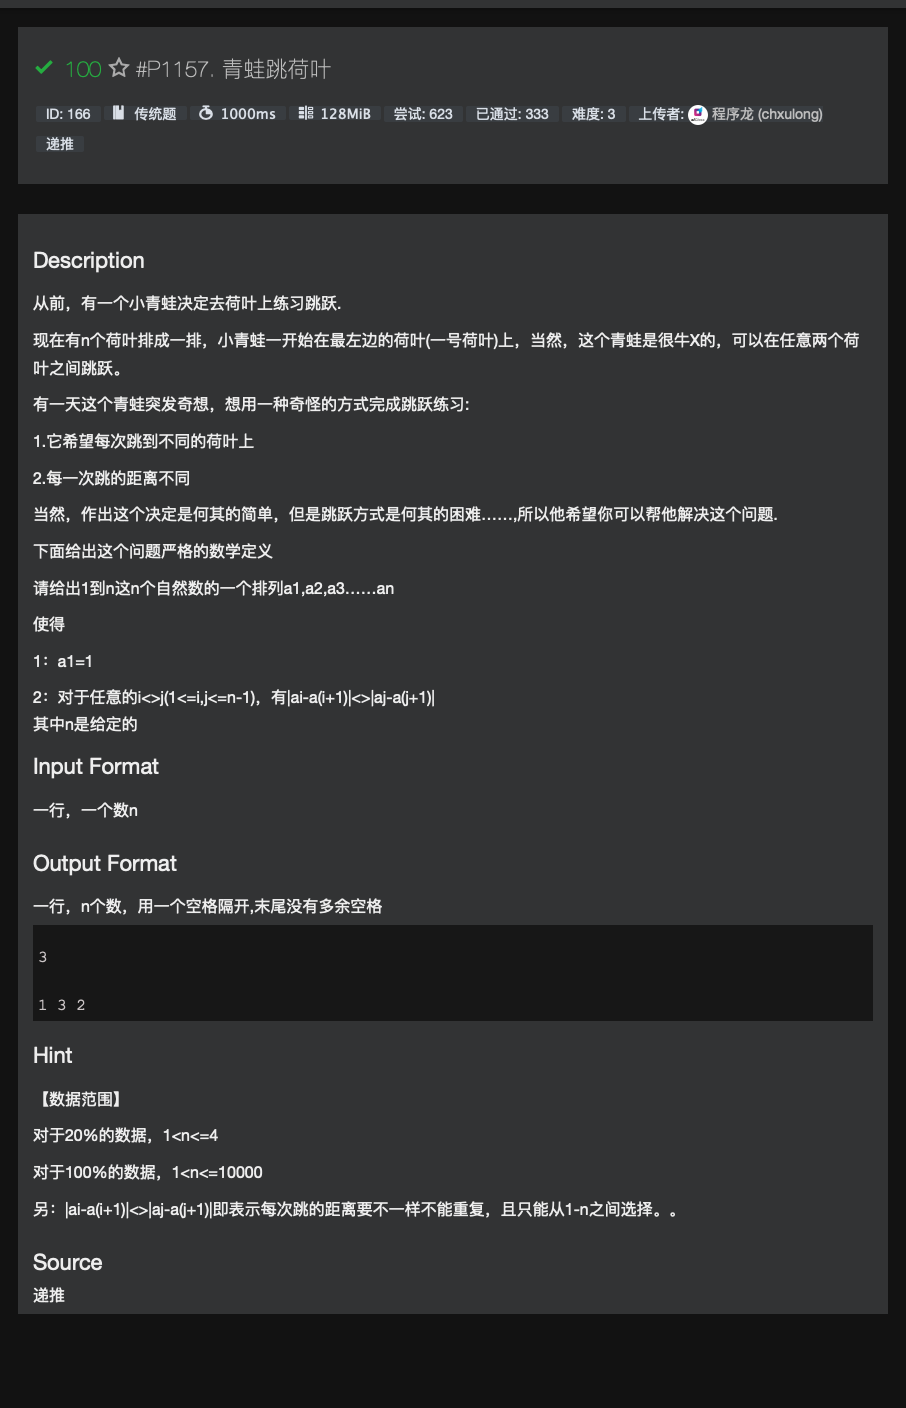 100 #P1157. 青蛙跳荷叶
ID: 166 传统题 1000ms 128MiB 尝试: 623 已通过: 333 难度: 3 上传者: 程序龙 (chxulong)
递推
Description
从前，有一个小青蛙决定去荷叶上练习跳跃.
现在有n个荷叶排成一排，小青蛙一开始在最左边的荷叶(一号荷叶)上，当然，这个青蛙是很牛X的，可以在任意两个荷
叶之间跳跃。
有一天这个青蛙突发奇想，想用一种奇怪的方式完成跳跃练习:
1.它希望每次跳到不同的荷叶上
2.每一次跳的距离不同
当然，作出这个决定是何其的简单，但是跳跃方式是何其的困难……,所以他希望你可以帮他解决这个问题.
下面给出这个问题严格的数学定义
请给出1到n这n个自然数的一个排列a1,a2,a3……an
使得
1：a1=1
2：对于任意的i<>j(1<=i,j<=n-1)，有|ai-a(i+1)|<>|aj-a(j+1)|
其中n是给定的
Input Format
一行，一个数n
Output Format
一行，n个数，用一个空格隔开,末尾没有多余空格
3
1 3 2
Hint
【数据范围】
对于20%的数据，1<n<=4
对于100%的数据，1<n<=10000
另：|ai-a(i+1)|<>|aj-a(j+1)|即表示每次跳的距离要不一样不能重复，且只能从1-n之间选择。。
Source
递推